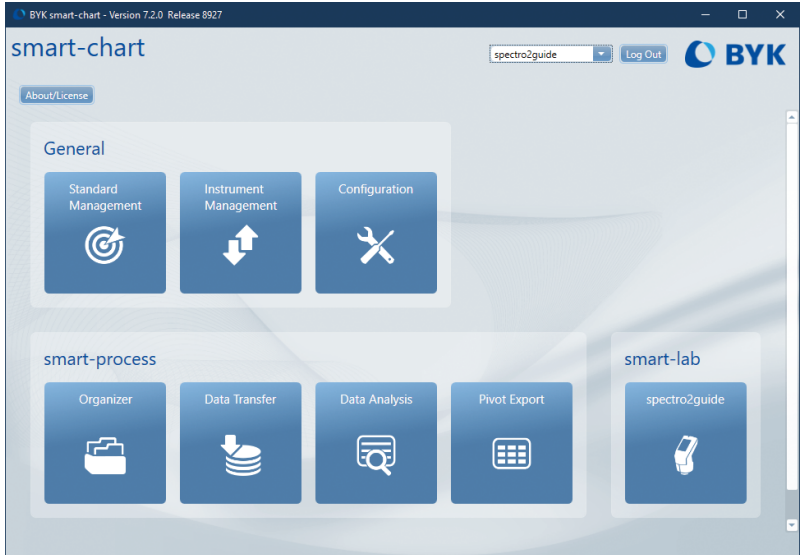 BYK smart-chart - Version 7.2.0 Release 8927
smart-chart
spectro2guide
Log Out
BYK
About/License
General
Standard
Management
Instrument
Management
Configuration
smart-process
smart-lab
Organizer
Data Transfer
Data Analysis
Pivot Export
spectro2guide